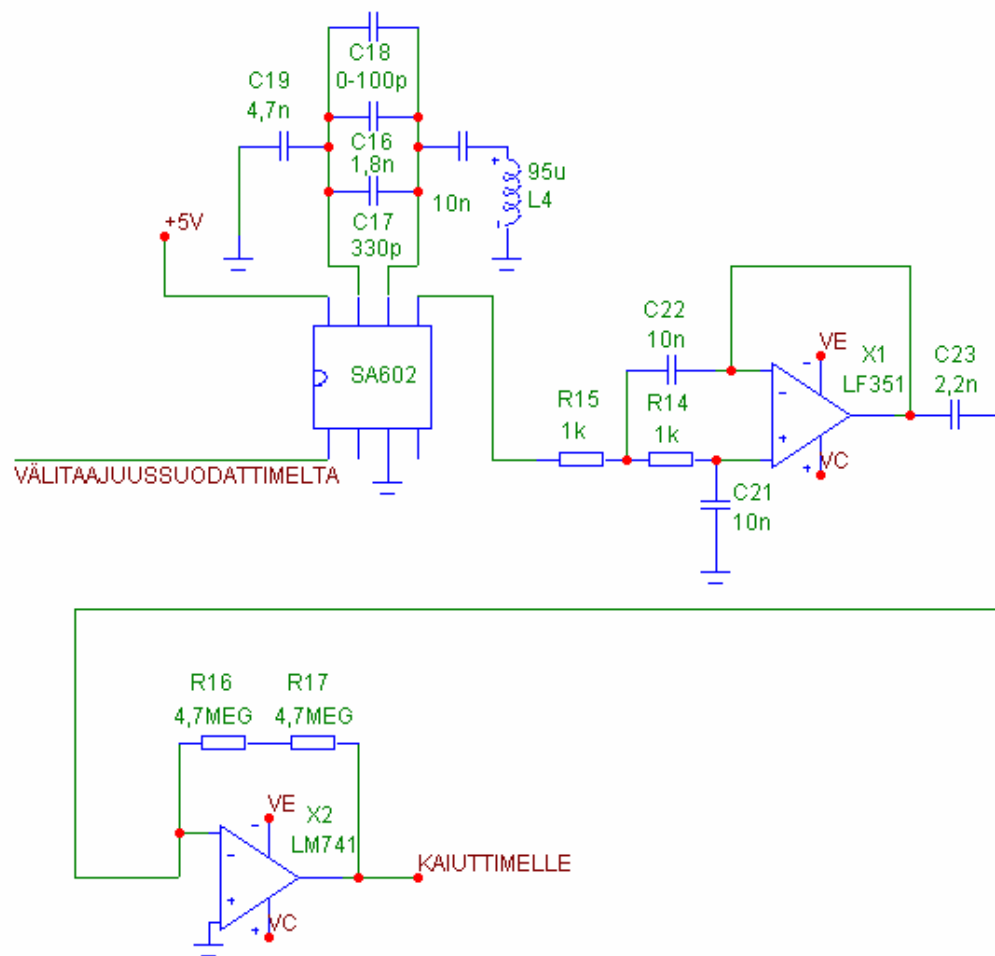 C18
0-100p
C19
4,7n
C16
1,8n
10n
95u
L4
C17
330p
+5V
SA602
VÄLITAAJUUSSUODATTIMELTA
C22
10n
R15
1k
R14
1k
VE
X1
LF351
C23
2,2n
VC
C21
10n
R16
4,7MEG
R17
4,7MEG
VE
X2
LM741
KAIUTTIMELLE
VC